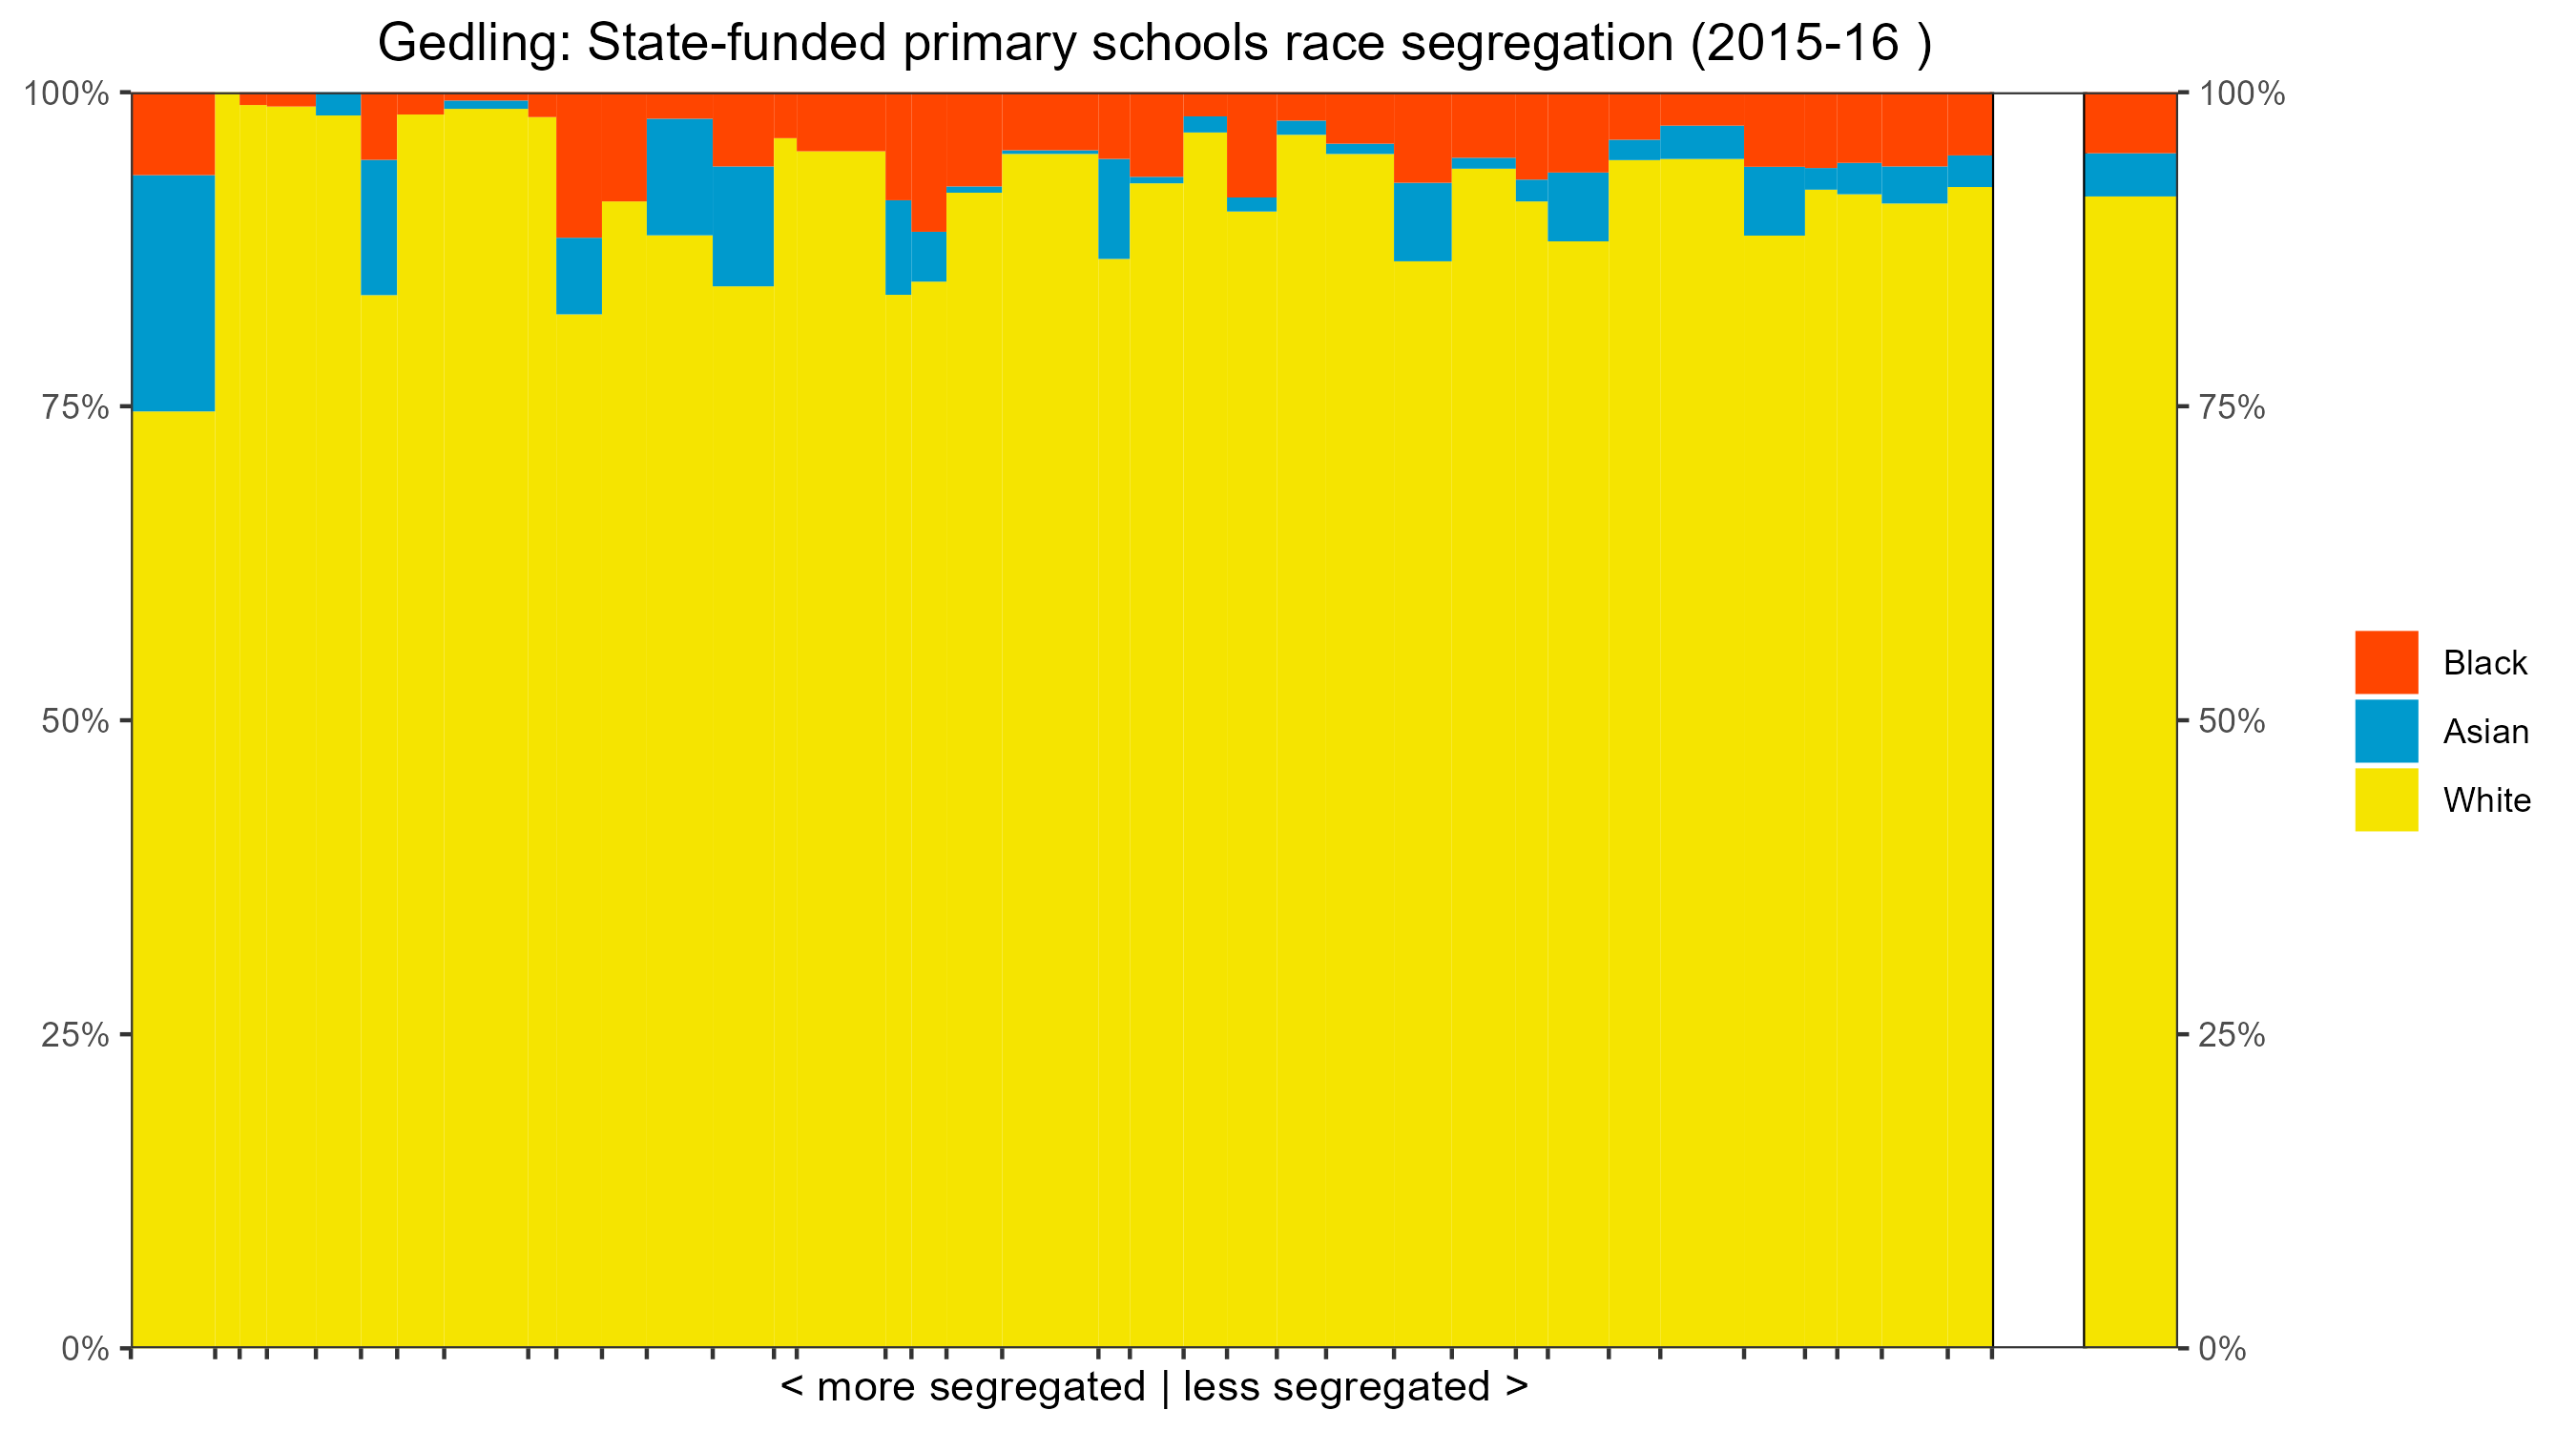 Gedling: State-funded primary schools race segregation (2015-16 )
100%
75%
50%
25%
0%
100%
75%
50%
25%
0%
Black
Asian
White
< more segregated | less segregated >